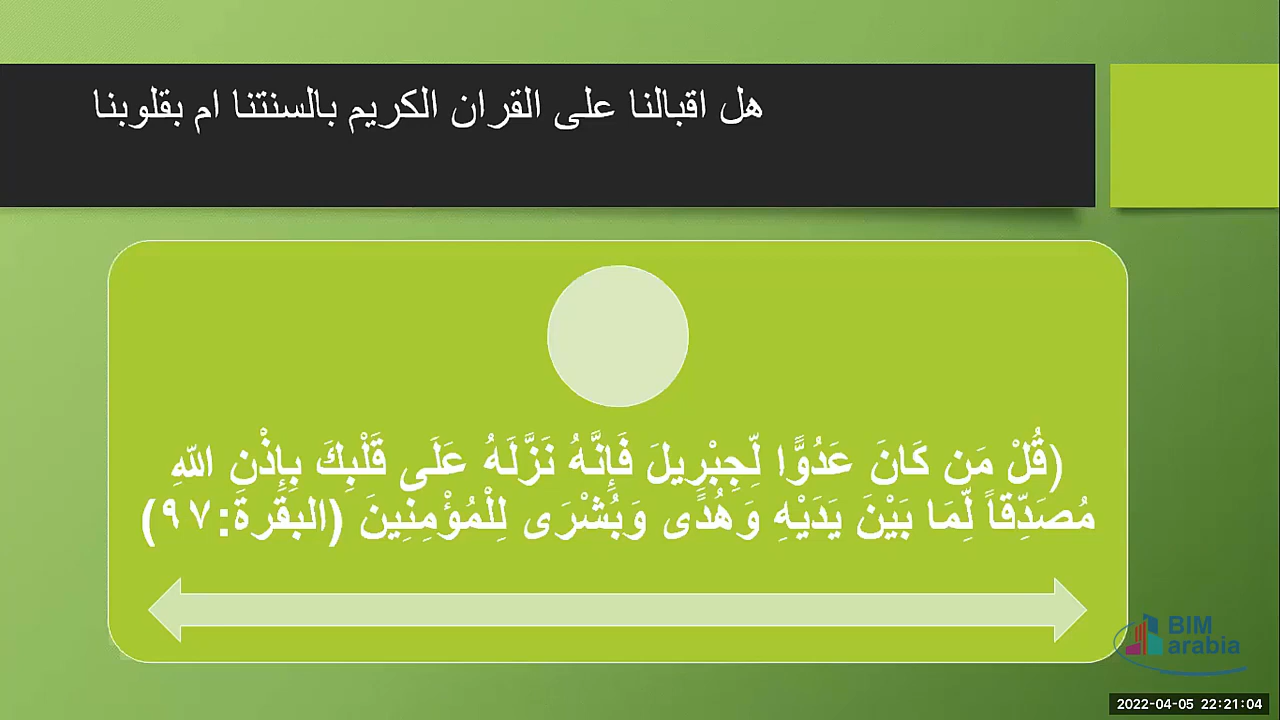 هل اقبالنا على القران الكريم بالسنتنا ام بقلوبنا
(قُلْ مَن كَانَ عَدُوًّا لِّجِبْرِيلَ فَإِنَّهُ نَزَّلَهُ عَلَى قَلْبِكَ بِإِذْنِ اللّهِ
مُصَدِّقاً لِّمَا بَيْنَ يَدَيْهِ وَهُدًى وَبُشْرَى لِلْمُؤْمِنِينَ (البقرة:٩٧)
BIM
arabia
2022-04-05 22:21:04